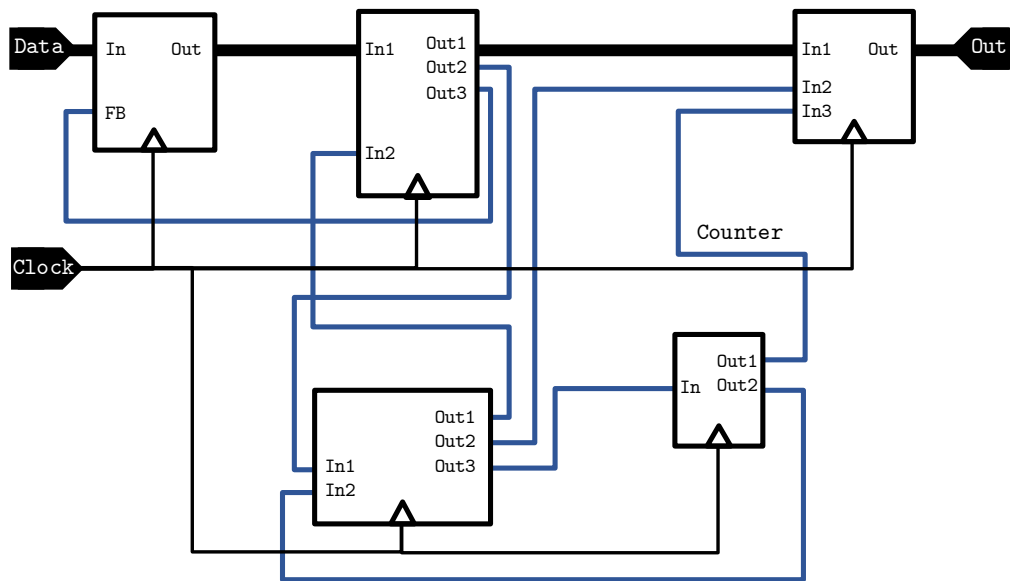 Data
In
Out
FB
In1
Out1
Out2
Out3
In2
In1
Out
In2
In3
Out
Clock
Counter
Out1
Out2
In
Out1
Out2
Out3
In1
In2